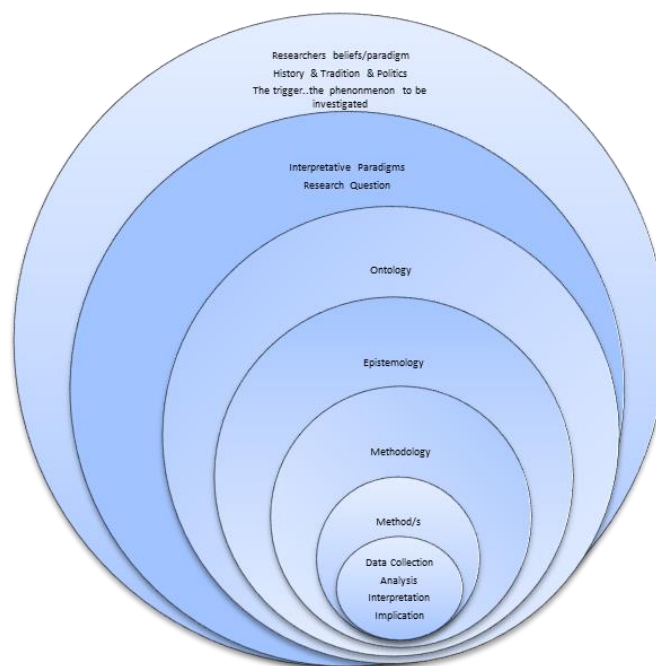 Researchers beliefs/paradigm
History & Tradition & Politics
The trigger..the phenonmenon to be
investigated
Interpretative Paradigms
Research Question
Ontology
Epistemology
Methodology
Method/s
Data Collection
Analysis
Interpretation
Implication